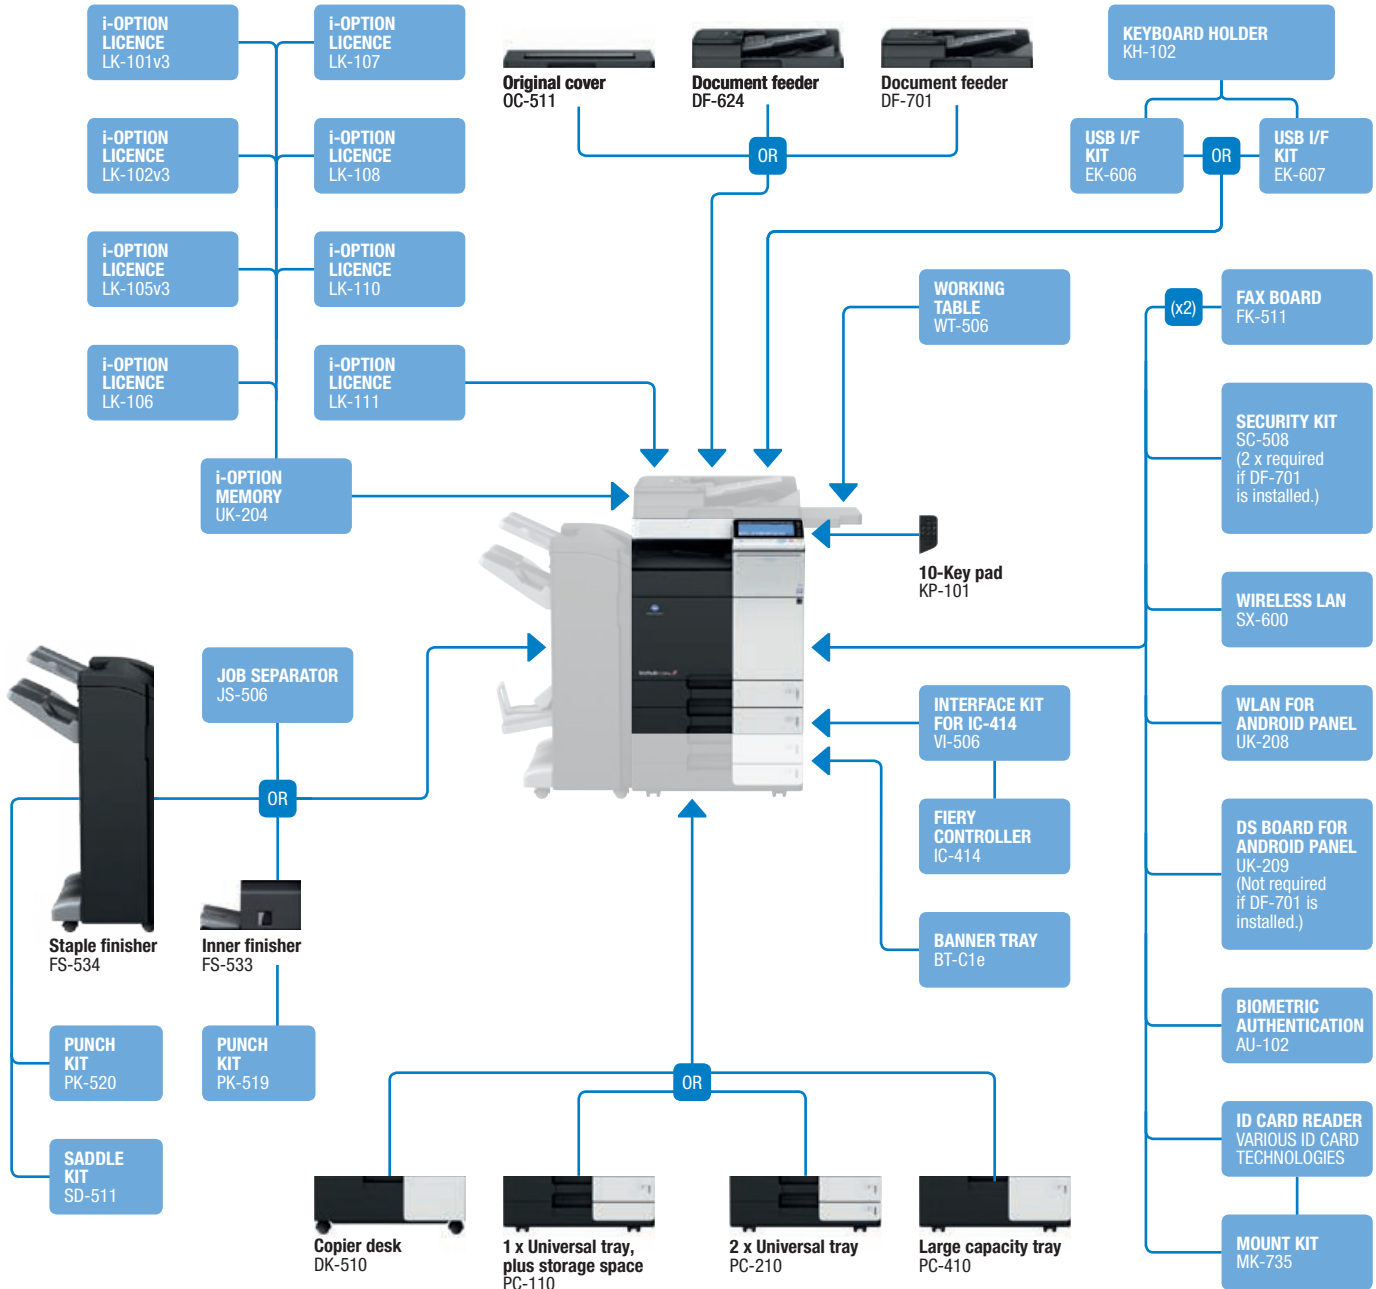 i-OPTION
LICENCE
LK-101v3
i-OPTION
LICENCE
LK-107
i-OPTION
LICENCE
LK-102v3
i-OPTION
LICENCE
LK-108
i-OPTION
LICENCE
LK-105v3
i-OPTION
LICENCE
LK-110
i-OPTION
LICENCE
LK-106
i-OPTION
LICENCE
LK-111
i-OPTION
MEMORY
UK-204
Original cover
OC-511
Document feeder
DF-624
Document feeder
DF-701
OR
KEYBOARD HOLDER
KH-102
USB I/F
KIT
EK-606
OR
USB I/F
KIT
EK-607
WORKING
TABLE
WT-506
10-Key pad
KP-101
(x2)
FAX BOARD
FK-511
SECURITY KIT
SC-508
(2 x required
if DF-701
is installed.)
WIRELESS LAN
SX-600
WLAN FOR
ANDROID PANEL
UK-208
DS BOARD FOR
ANDROID PANEL
UK-209
(Not required
if DF-701 is
installed.)
BIOMETRIC
AUTHENTICATION
AU-102
ID CARD READER
VARIOUS ID CARD
TECHNOLOGIES
MOUNT KIT
MK-735
INTERFACE KIT
FOR IC-414
VI-506
FIERY
CONTROLLER
IC-414
BANNER TRAY
BT-C1e
JOB SEPARATOR
JS-506
OR
Staple finisher
FS-534
Inner finisher
FS-533
PUNCH
KIT
PK-520
PUNCH
KIT
PK-519
SADDLE
KIT
SD-511
OR
Copier desk
DK-510
1 x Universal tray,
plus storage space
PC-110
2 x Universal tray
PC-210
Large capacity tray
PC-410